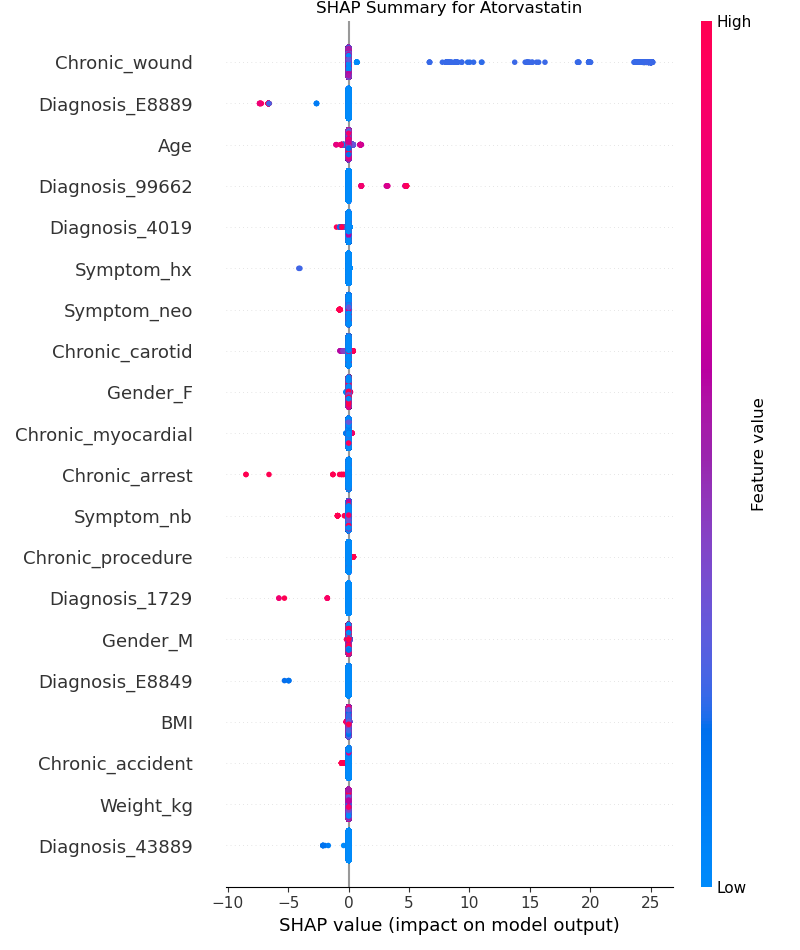 SHAP Summary for Atorvastatin
High
Chronic_wound
Diagnosis_E8889
Age
Diagnosis_99662
Diagnosis_4019
Symptom_hx
Symptom_neo
Chronic_carotid
Gender_F
Chronic_myocardial
Chronic_arrest
Symptom_nb
Chronic_procedure
Diagnosis_1729
Gender_M
Diagnosis_E8849
BMI
Chronic_accident
Weight_kg
Diagnosis_43889
Feature value
Low
−10 −5 0 5 10 15 20 25
SHAP value (impact on model output)